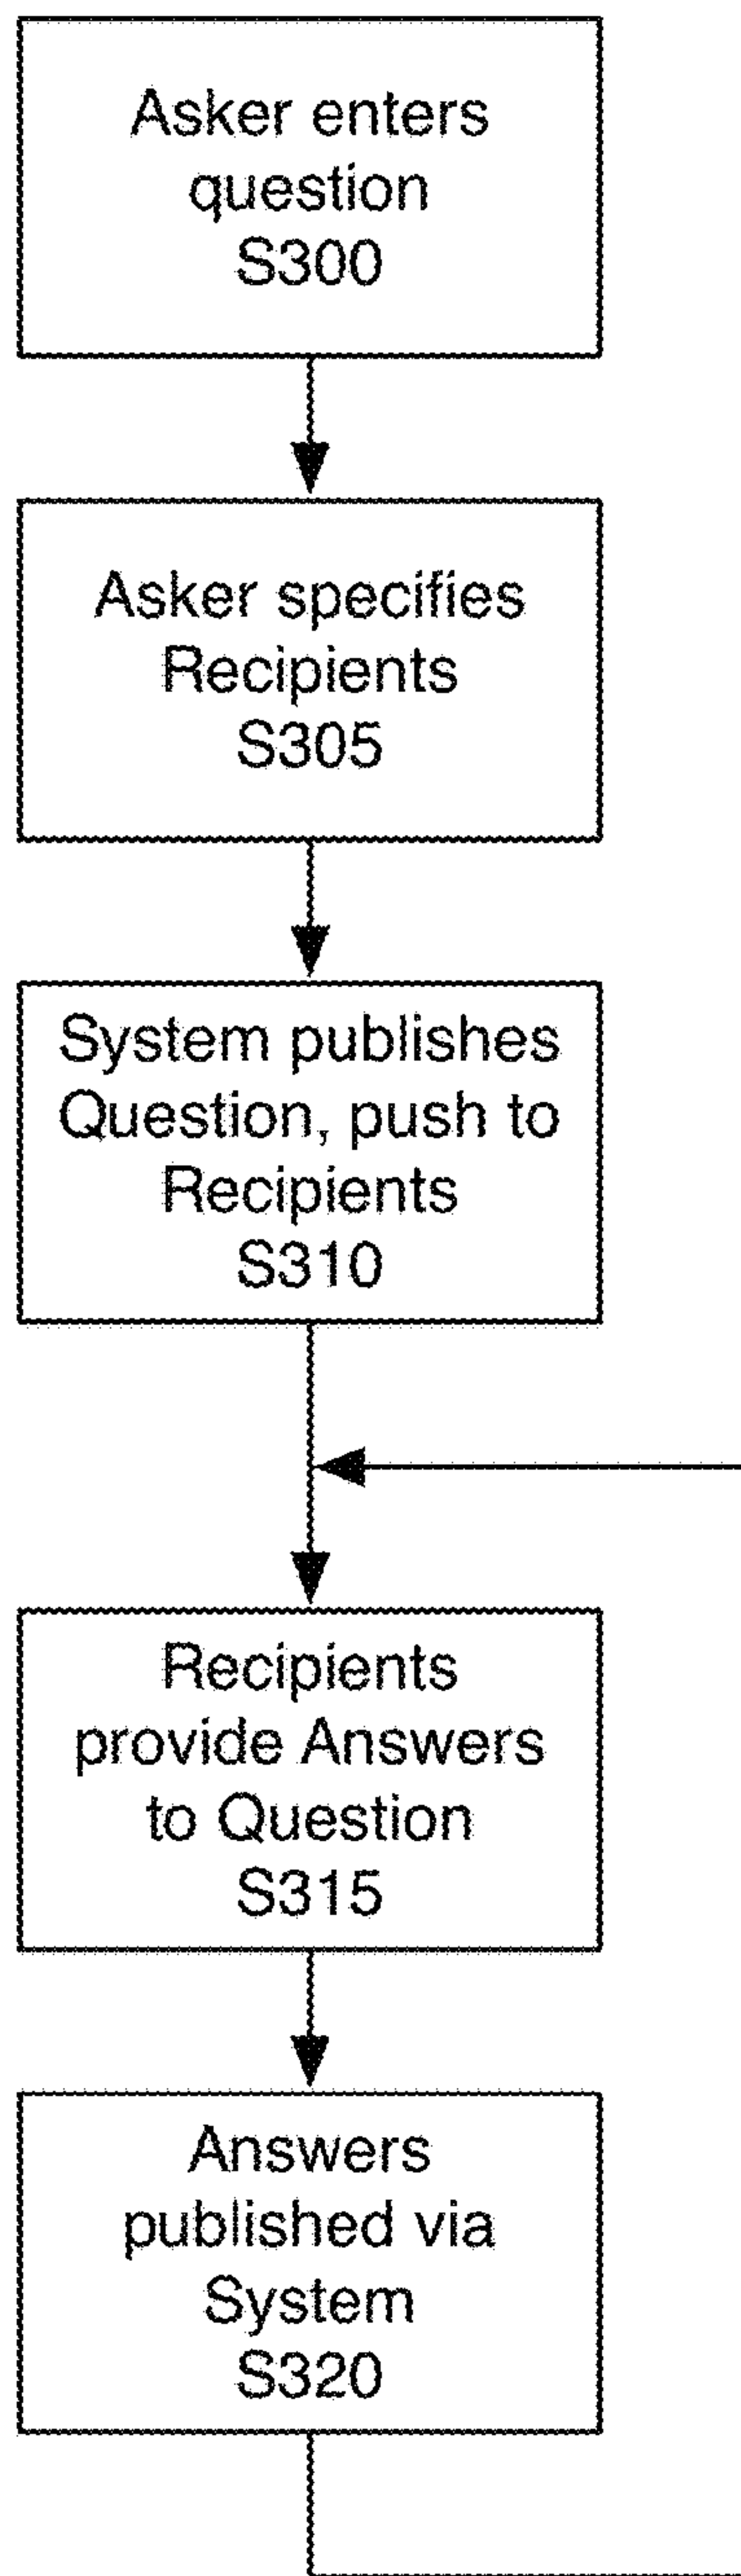 Asker enters
question
S300
Asker specifies
Recipients
S305
System publishes
Question, push to
Recipients
S310
Recipients
provide Answers
to Question
S315
Answers
published via
System
S320